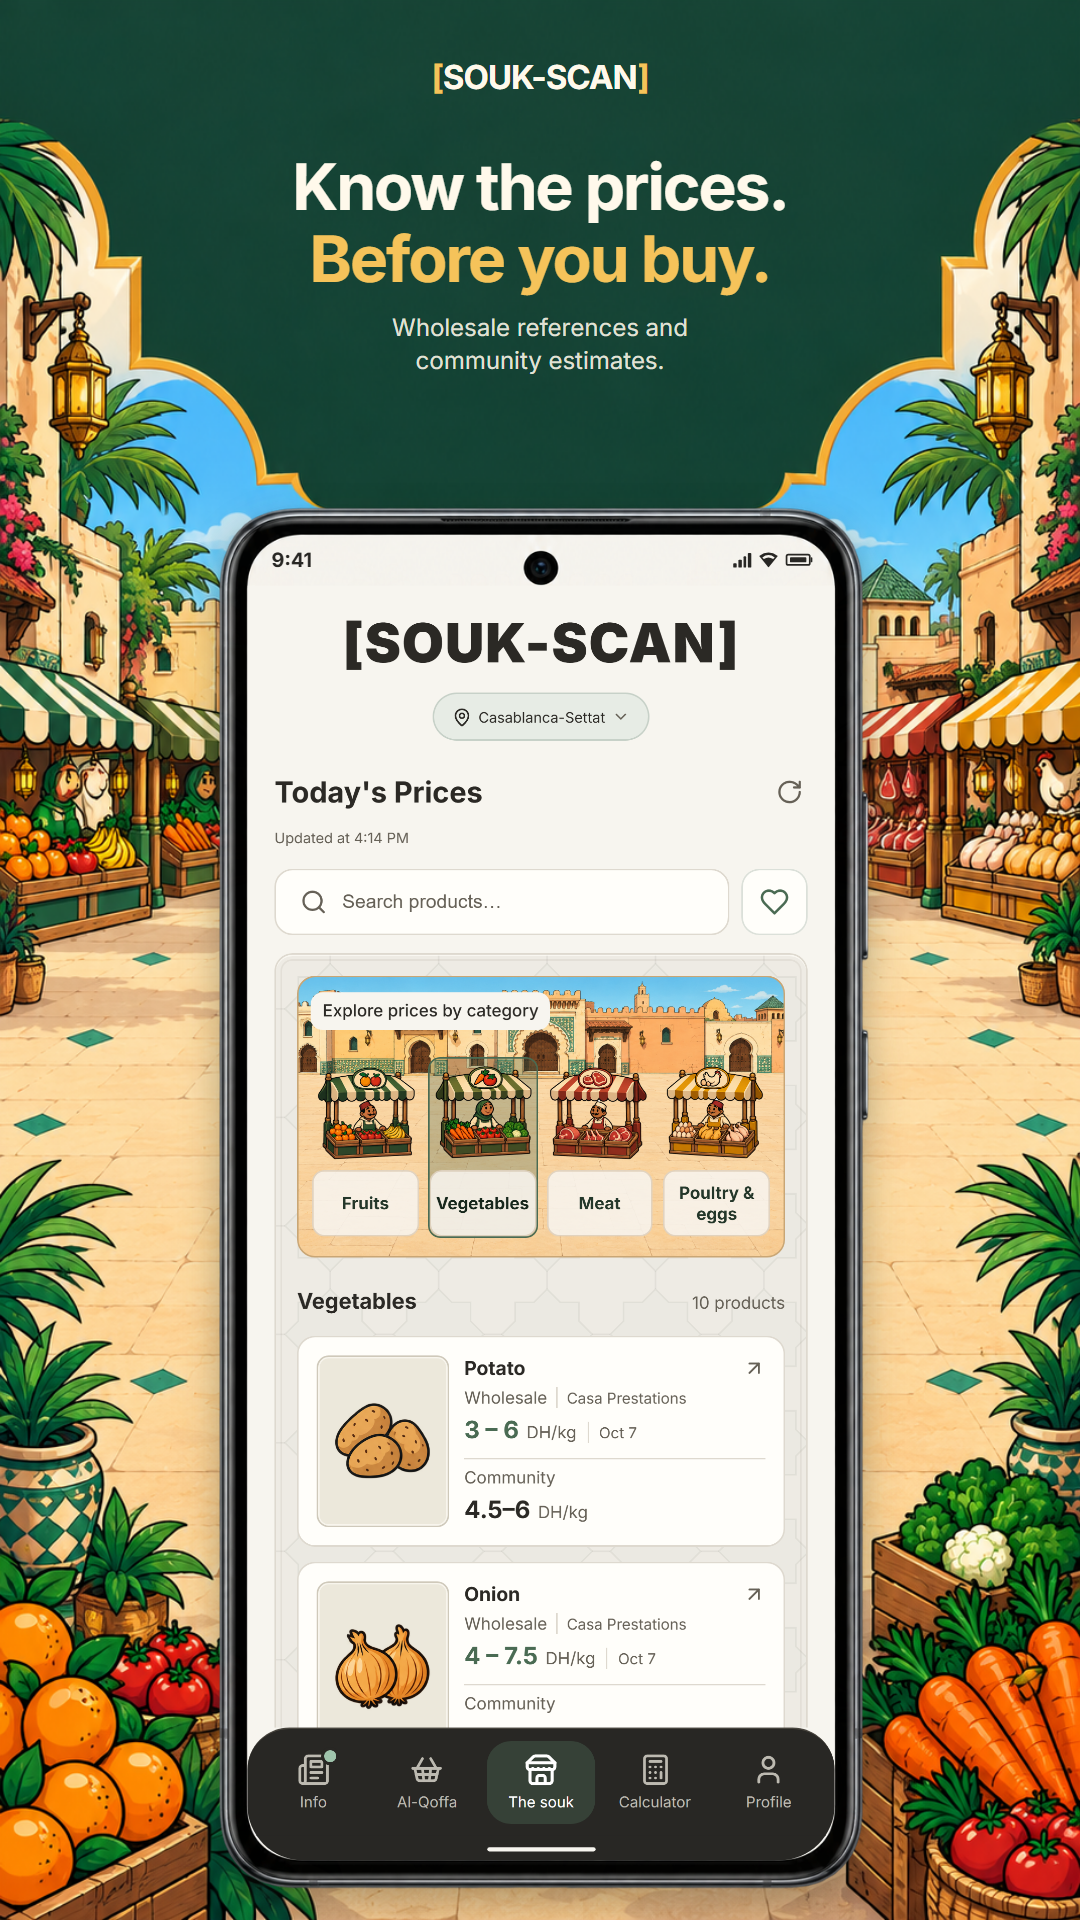 [SOUK-SCAN]
Know the prices.
Before you buy.
Wholesale references and
community estimates.
9:41
[SOUK-SCAN]
Casablanca-Settat
Today's Prices
Updated at 4:14 PM
Search products...
Explore prices by category
Fruits
Vegetables
Meat
Poultry &
eggs
Vegetables
10 products
Potato
Wholesale | Casa Prestations
3 – 6 DH/kg | Oct 7
Community
4.5–6 DH/kg
Onion
Wholesale | Casa Prestations
4 – 7.5 DH/kg | Oct 7
Community
Info
Al-Qoffa
The souk
Calculator
Profile